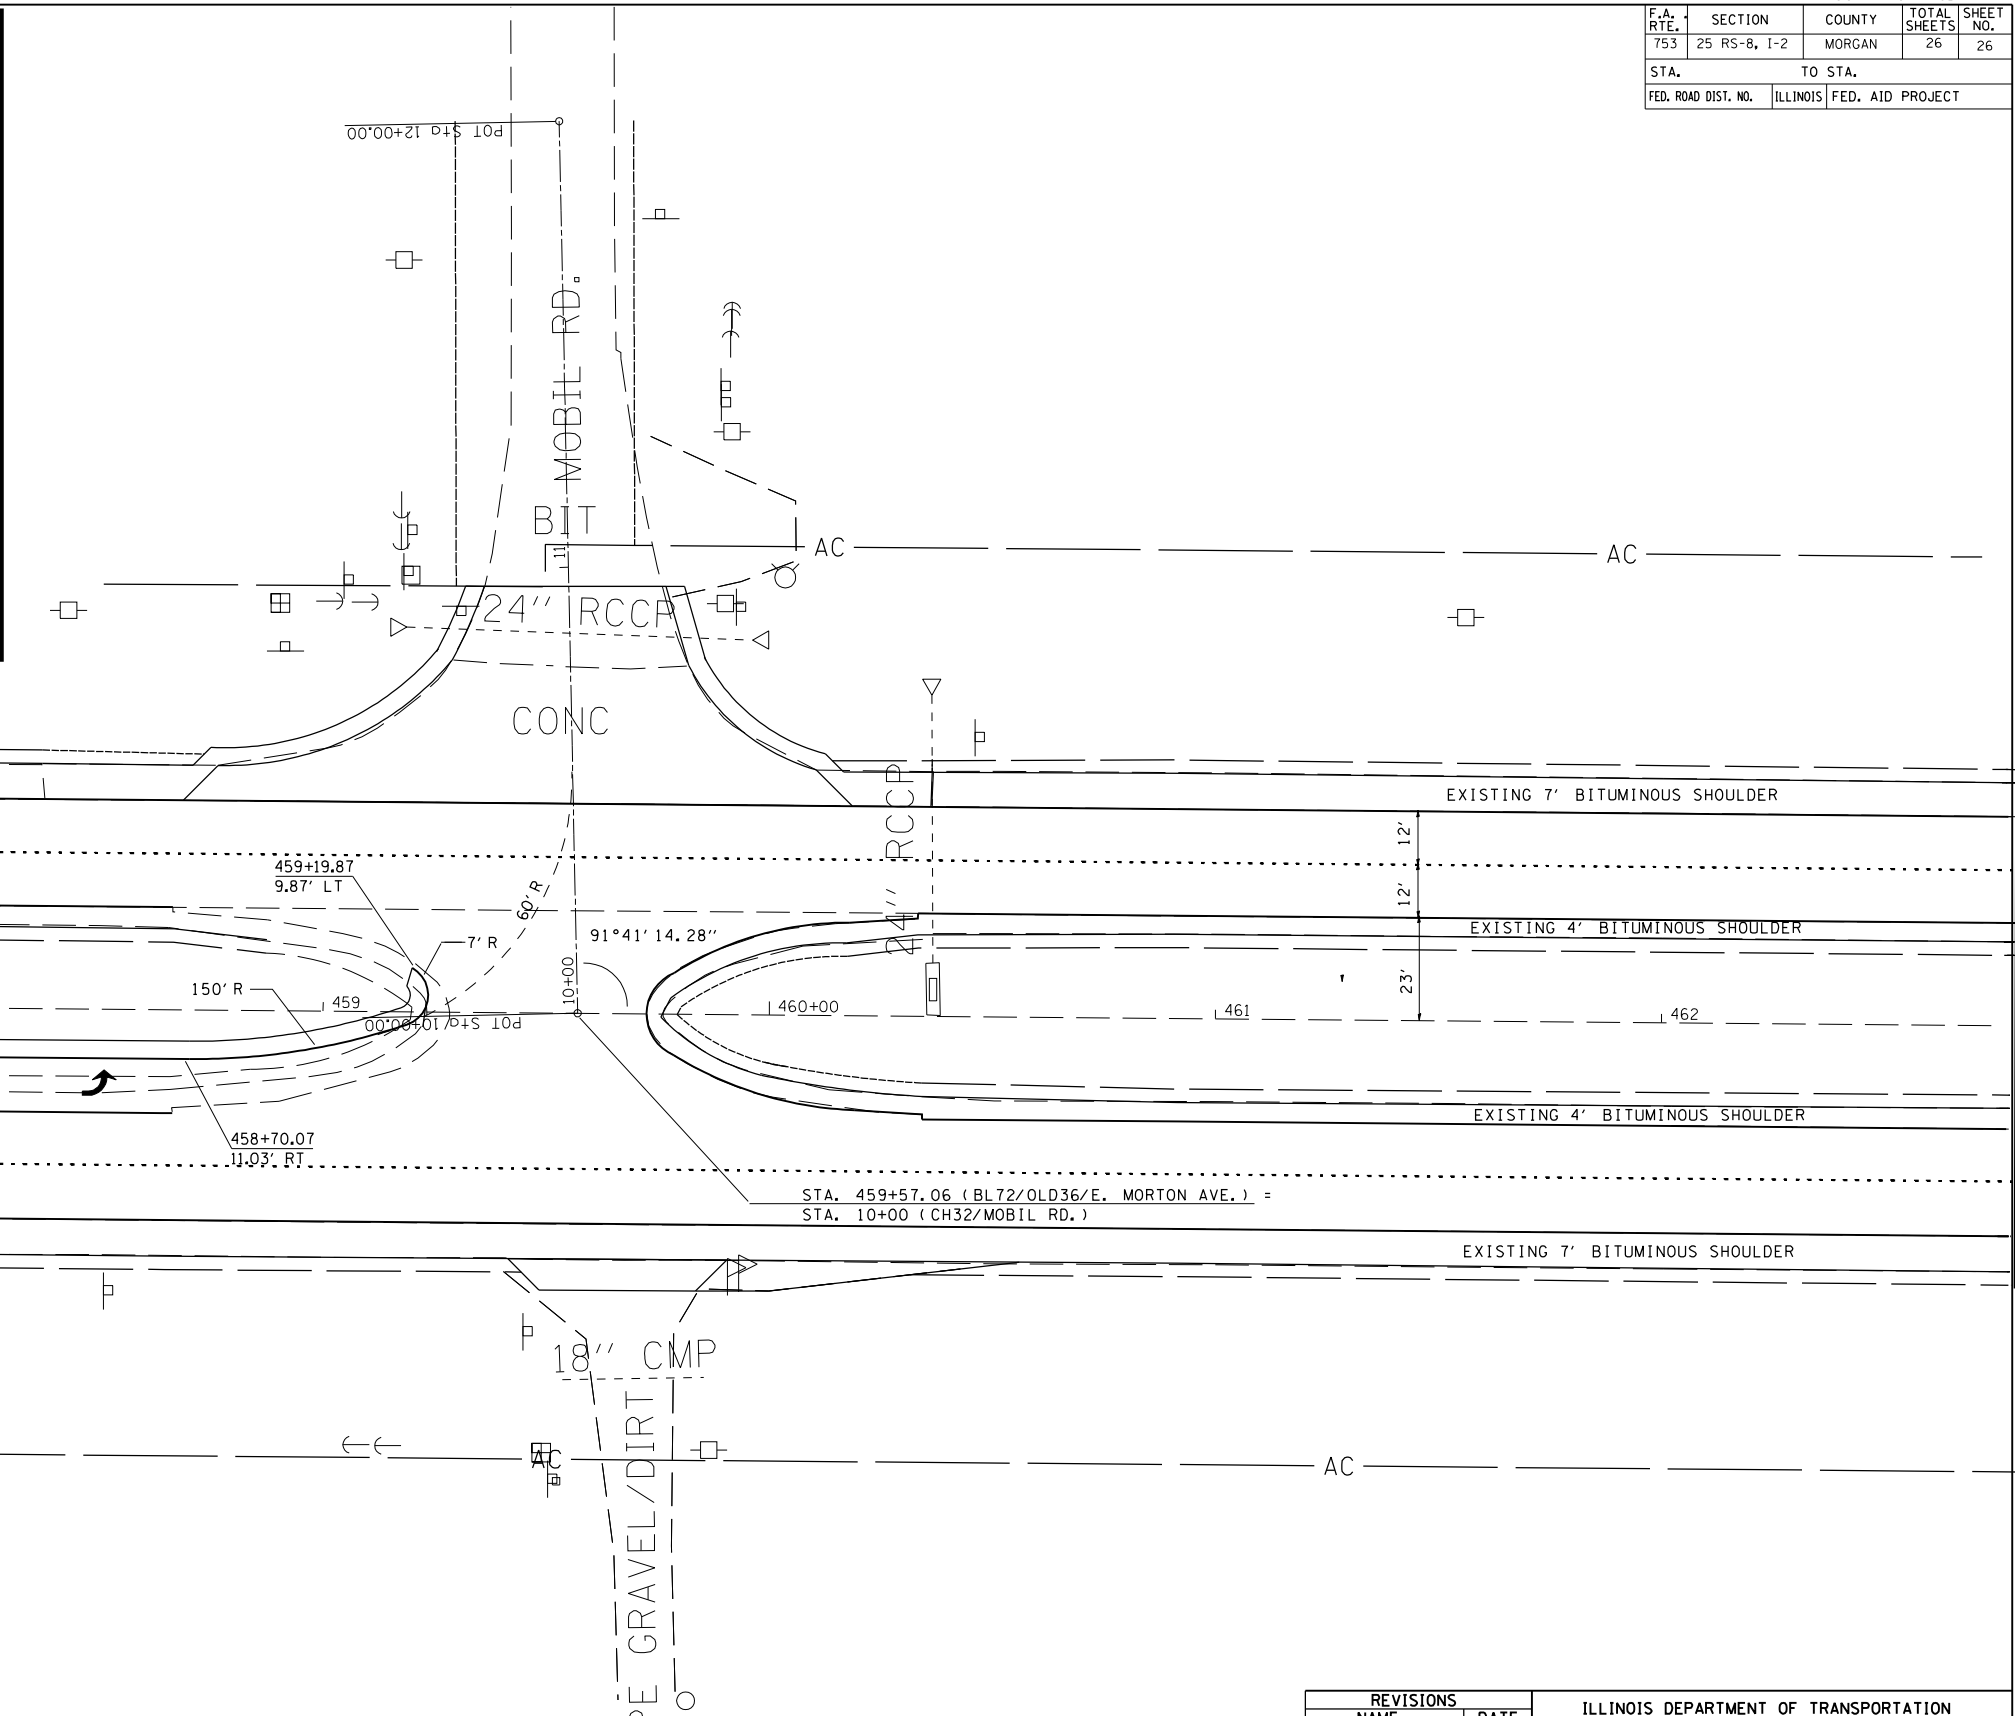 F.A. RTE. SECTION COUNTY TOTAL SHEETS SHEET NO.
753 25 RS-8, I-2 MORGAN 26 26
STA. TO STA.
FED. ROAD DIST. NO. ILLINOIS FED. AID PROJECT
POT Sta 12+00.00
MOBIL RD.
BIT
11
AC
AC
24'' RCCP
CONC
EXISTING 7' BITUMINOUS SHOULDER
24'' RCCP
12'
12'
459+19.87
9.87' LT
60' R
7' R
91°41'14.28''
EXISTING 4' BITUMINOUS SHOULDER
23'
150' R
459
10+00
460+00
461
462
POT Sta 10+00.00
EXISTING 4' BITUMINOUS SHOULDER
458+70.07
11.03' RT
STA. 459+57.06 (BL72/OLD36/E. MORTON AVE.) =
STA. 10+00 (CH32/MOBIL RD.)
EXISTING 7' BITUMINOUS SHOULDER
18'' CMP
AC
AC
PE GRAVEL/DIRT
REVISIONS
NAME DATE
ILLINOIS DEPARTMENT OF TRANSPORTATION